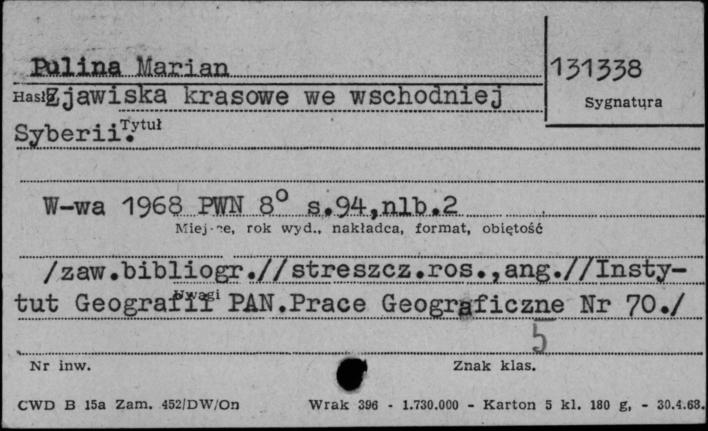 Pulina Marian
131338
Hasło
Zjawiska krasowe we wschodniej
Sygnatura
Tytuł
Syberii.
W-wa 1968 PWN 8° s.94,nlb.2
Miejsce, rok wyd., nakładca, format, obiętość
/zaw.bibliogr.//streszcz.ros.,ang.//Insty-
Uwagi
tut Geografii PAN.Prace Geograficzne Nr 70./
5
Nr inw.
Znak klas.
CWD B 15a Zam. 452/DW/On Wrak 396 - 1.730.000 - Karton 5 kl. 180 g, - 30.4.68.